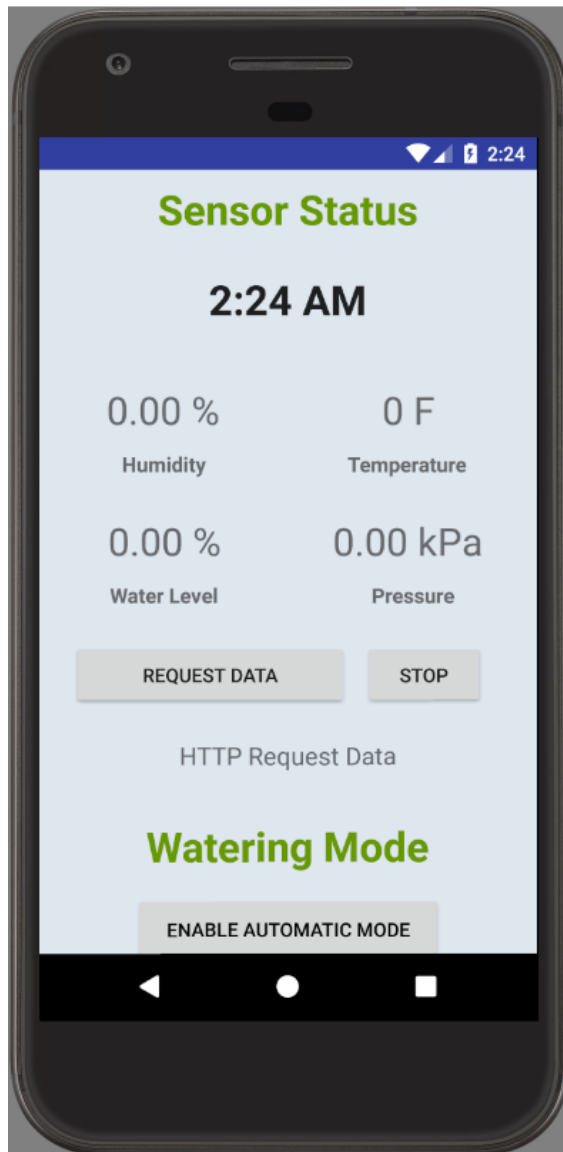 2:24
Sensor Status
2:24 AM
0.00 % 0 F
Humidity Temperature
0.00 % 0.00 kPa
Water Level Pressure
REQUEST DATA STOP
HTTP Request Data
Watering Mode
ENABLE AUTOMATIC MODE